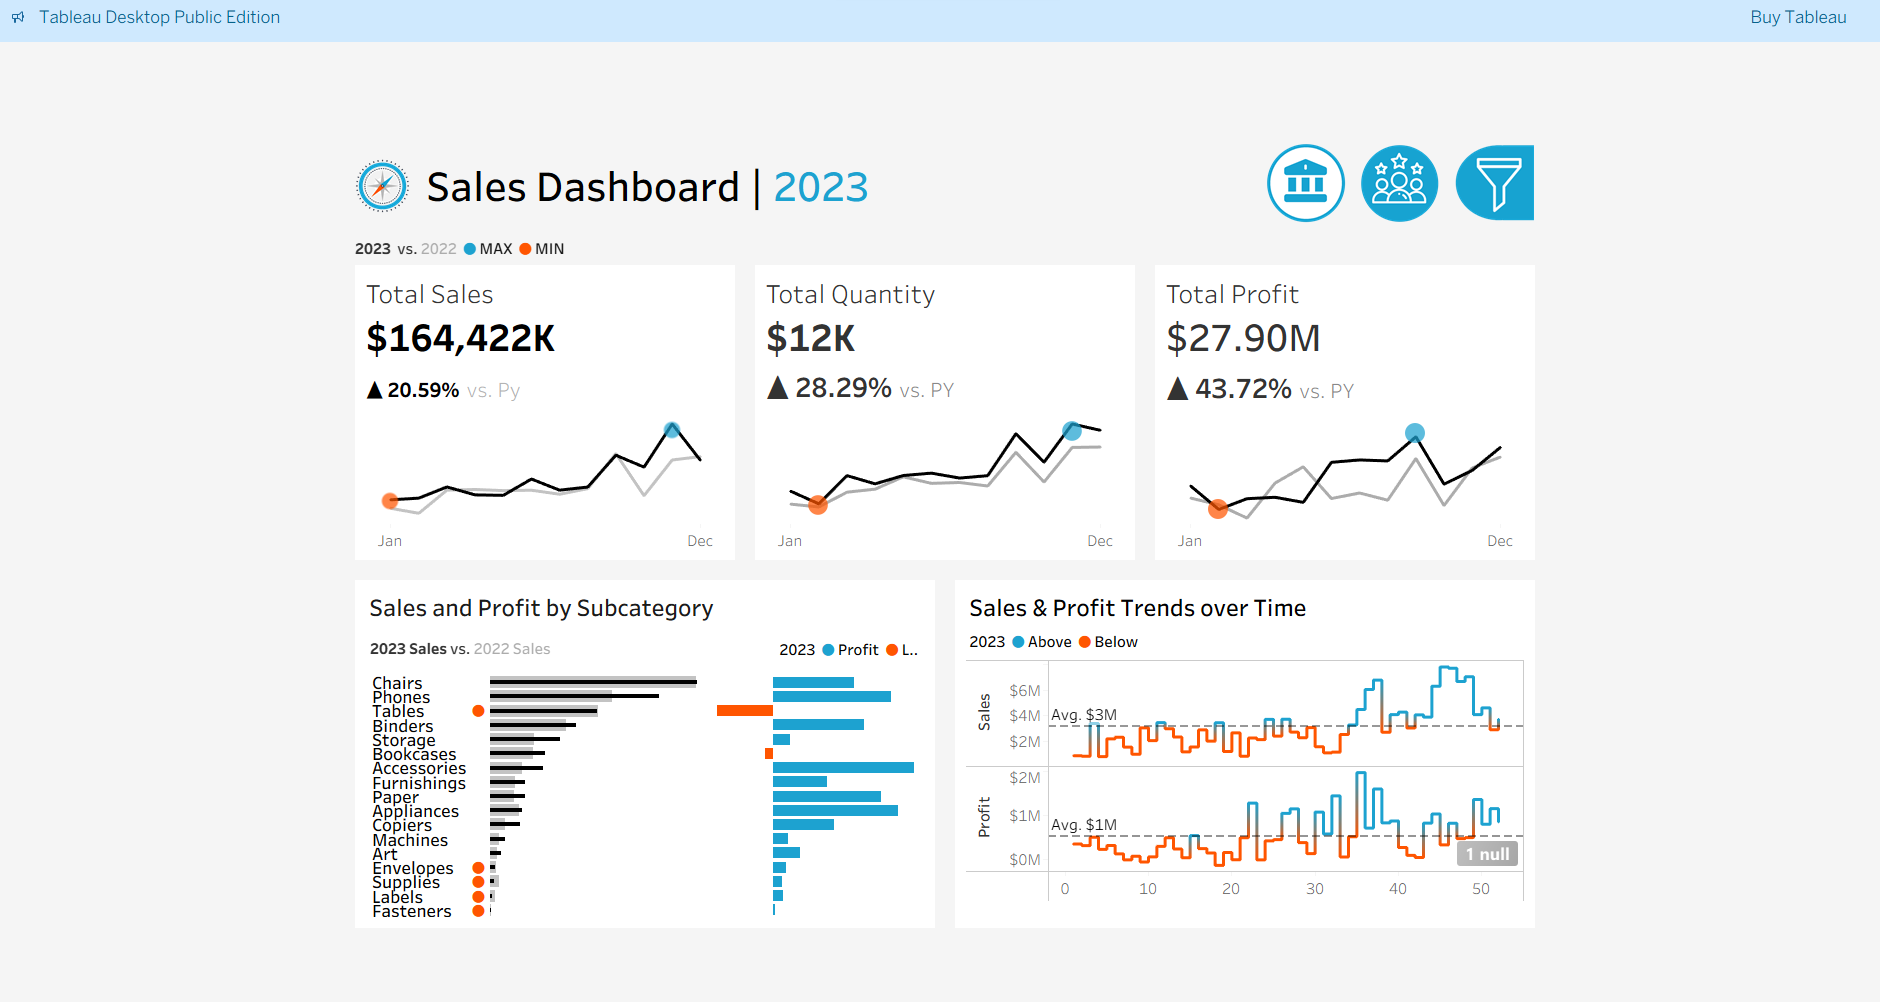 Tableau Desktop Public Edition
Buy Tableau
Sales Dashboard | 2023
2023 vs. 2022 MAX MIN
Total Sales
$164,422K
▲ 20.59% vs. Py
Jan Dec
Total Quantity
$12K
▲ 28.29% vs. PY
Jan Dec
Total Profit
$27.90M
▲ 43.72% vs. PY
Jan Dec
Sales and Profit by Subcategory
2023 Sales vs. 2022 Sales
2023 Profit L..
Chairs
Phones
Tables
Binders
Storage
Bookcases
Accessories
Furnishings
Paper
Appliances
Copiers
Machines
Art
Envelopes
Supplies
Labels
Fasteners
Sales & Profit Trends over Time
2023 Above Below
Sales
$6M
$4M
$2M
Avg. $3M
Profit
$2M
$1M
$0M
Avg. $1M
1 null
0 10 20 30 40 50